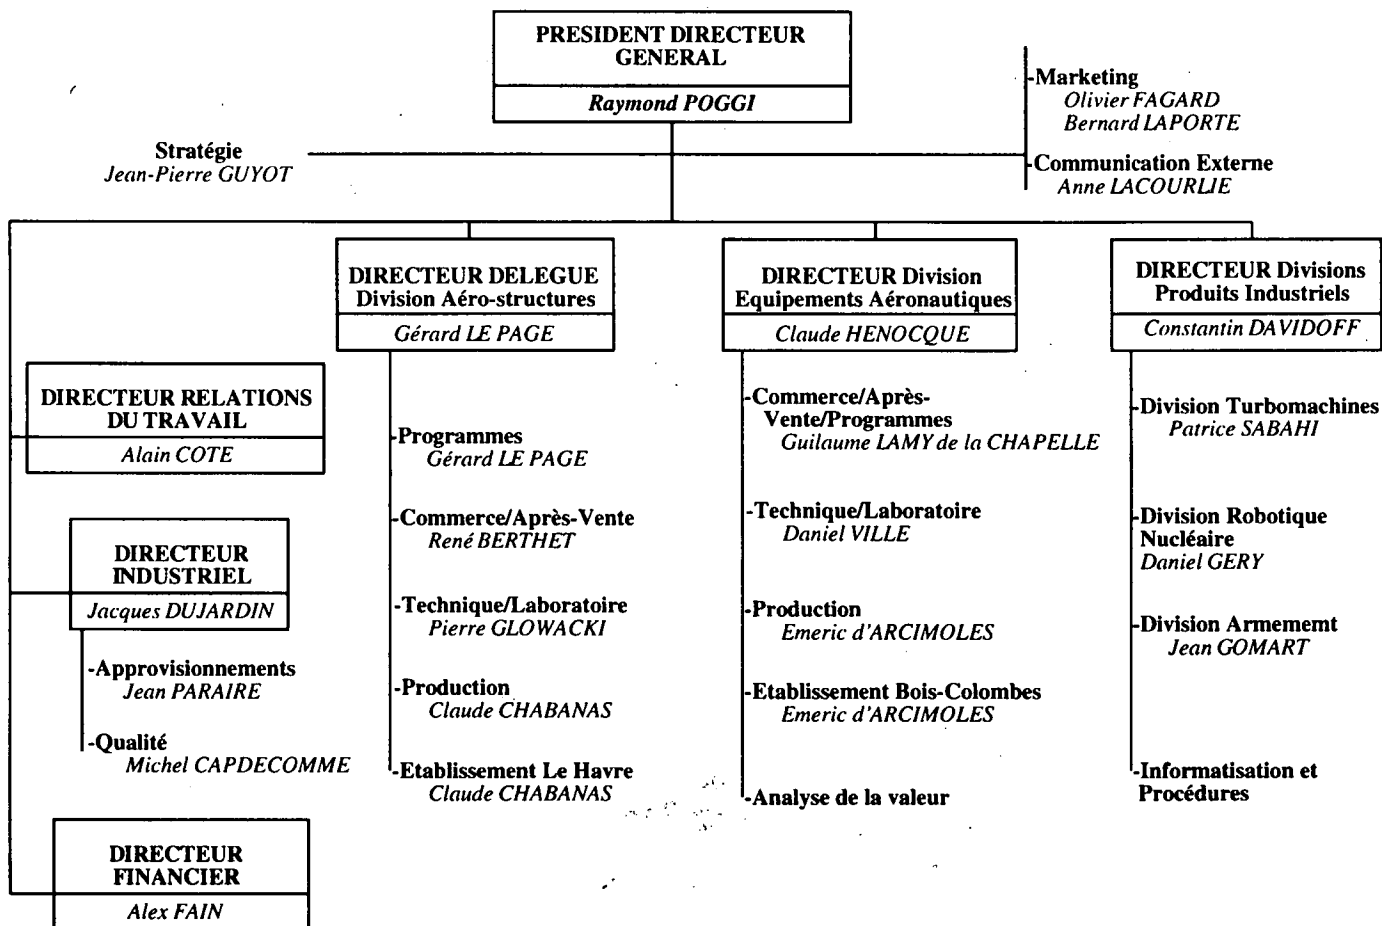 PRESIDENT DIRECTEUR
GENERAL
Raymond POGGI
-Marketing
Olivier FAGARD
Bernard LAPORTE
-Communication Externe
Anne LACOURLIE
Stratégie
Jean-Pierre GUYOT
DIRECTEUR RELATIONS
DU TRAVAIL
Alain COTE
DIRECTEUR
INDUSTRIEL
Jacques DUJARDIN
-Approvisionnements
Jean PARAIRE
-Qualité
Michel CAPDECOMME
DIRECTEUR
FINANCIER
Alex FAIN
DIRECTEUR DELEGUE
Division Aéro-structures
Gérard LE PAGE
-Programmes
Gérard LE PAGE
-Commerce/Après-Vente
René BERTHET
-Technique/Laboratoire
Pierre GLOWACKI
-Production
Claude CHABANAS
-Etablissement Le Havre
Claude CHABANAS
DIRECTEUR Division
Equipements Aéronautiques
Claude HENOCQUE
-Commerce/Après-
Vente/Programmes
Guilaume LAMY de la CHAPELLE
-Technique/Laboratoire
Daniel VILLE
-Production
Emeric d'ARCIMOLES
-Etablissement Bois-Colombes
Emeric d'ARCIMOLES
-Analyse de la valeur
DIRECTEUR Divisions
Produits Industriels
Constantin DAVIDOFF
-Division Turbomachines
Patrice SABAHI
-Division Robotique
Nucléaire
Daniel GERY
-Division Armememt
Jean GOMART
-Informatisation et
Procédures